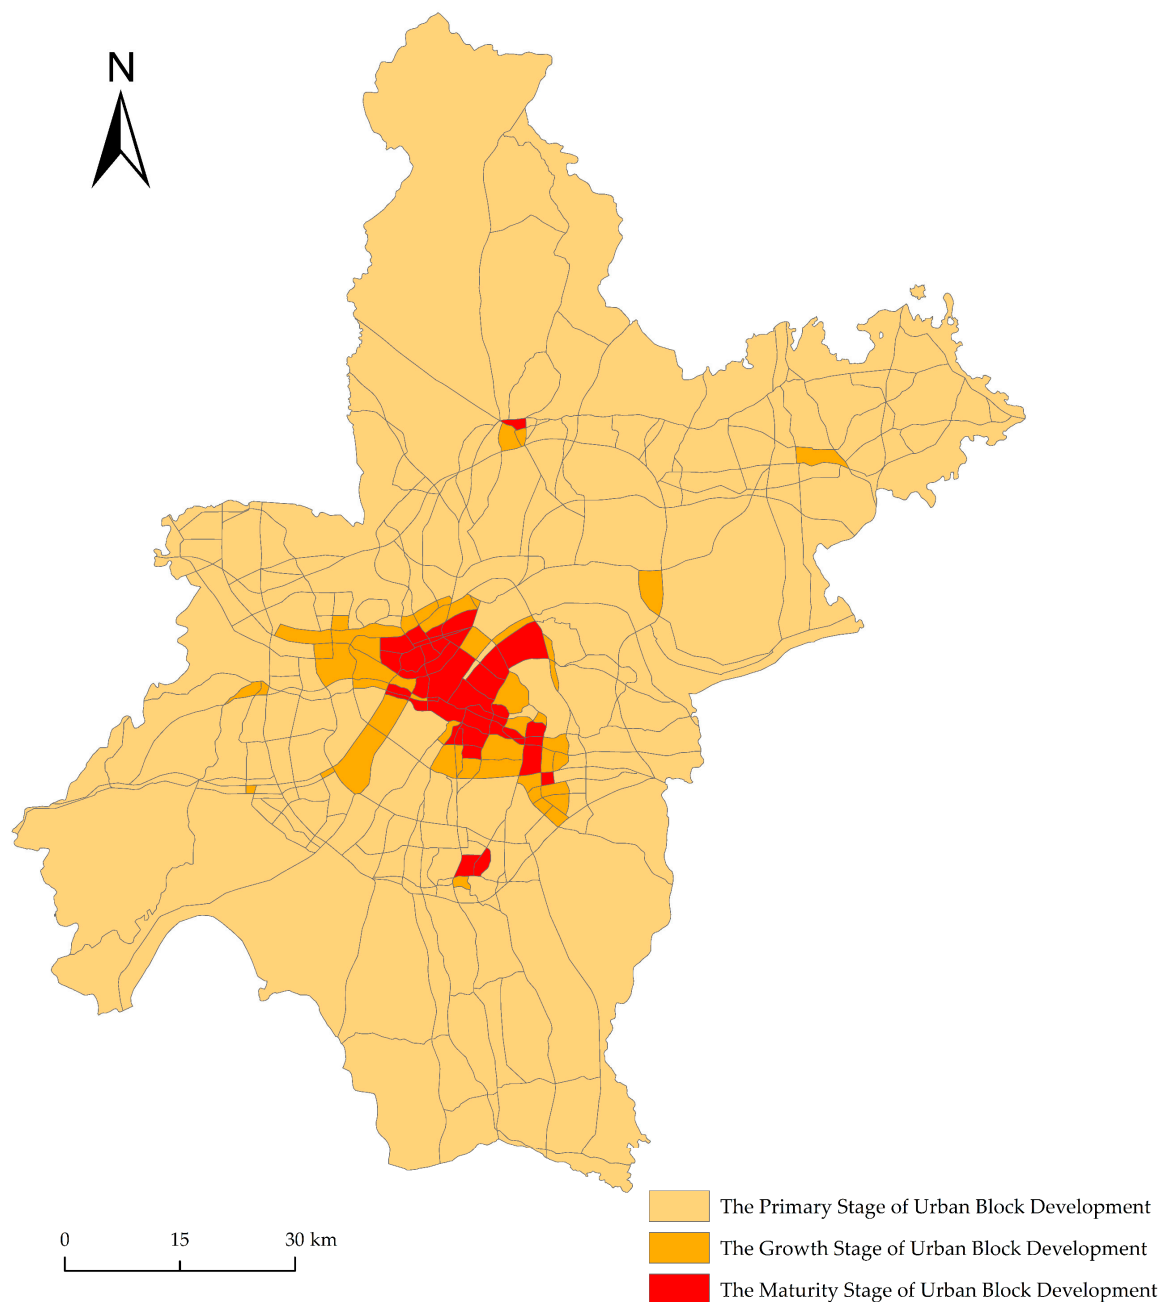 N
The Primary Stage of Urban Block Development
0 15 30 km
The Growth Stage of Urban Block Development
The Maturity Stage of Urban Block Development